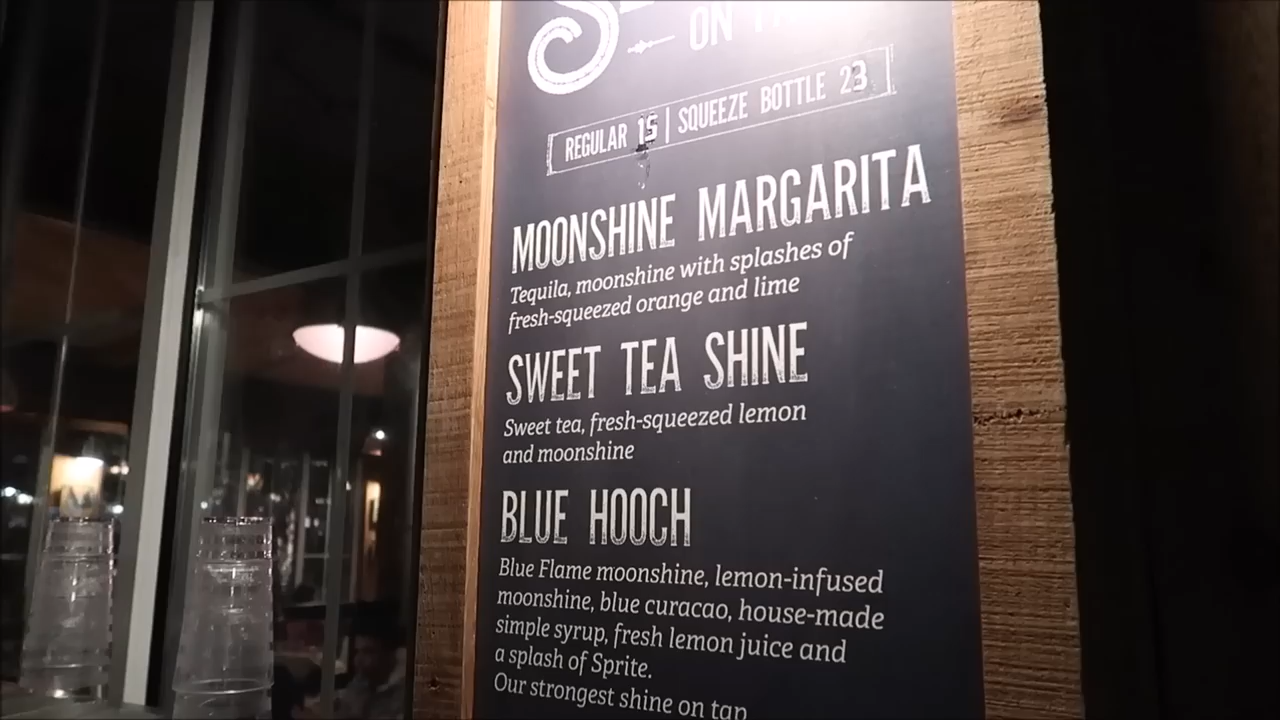 ON
REGULAR 15 | SQUEEZE BOTTLE 23
MOONSHINE MARGARITA
Tequila, moonshine with splashes of
fresh-squeezed orange and lime
SWEET TEA SHINE
Sweet tea, fresh-squeezed lemon
and moonshine
BLUE HOOCH
Blue Flame moonshine, lemon-infused
moonshine, blue curacao, house-made
simple syrup, fresh lemon juice and
a splash of Sprite.
Our strongest shine on tap